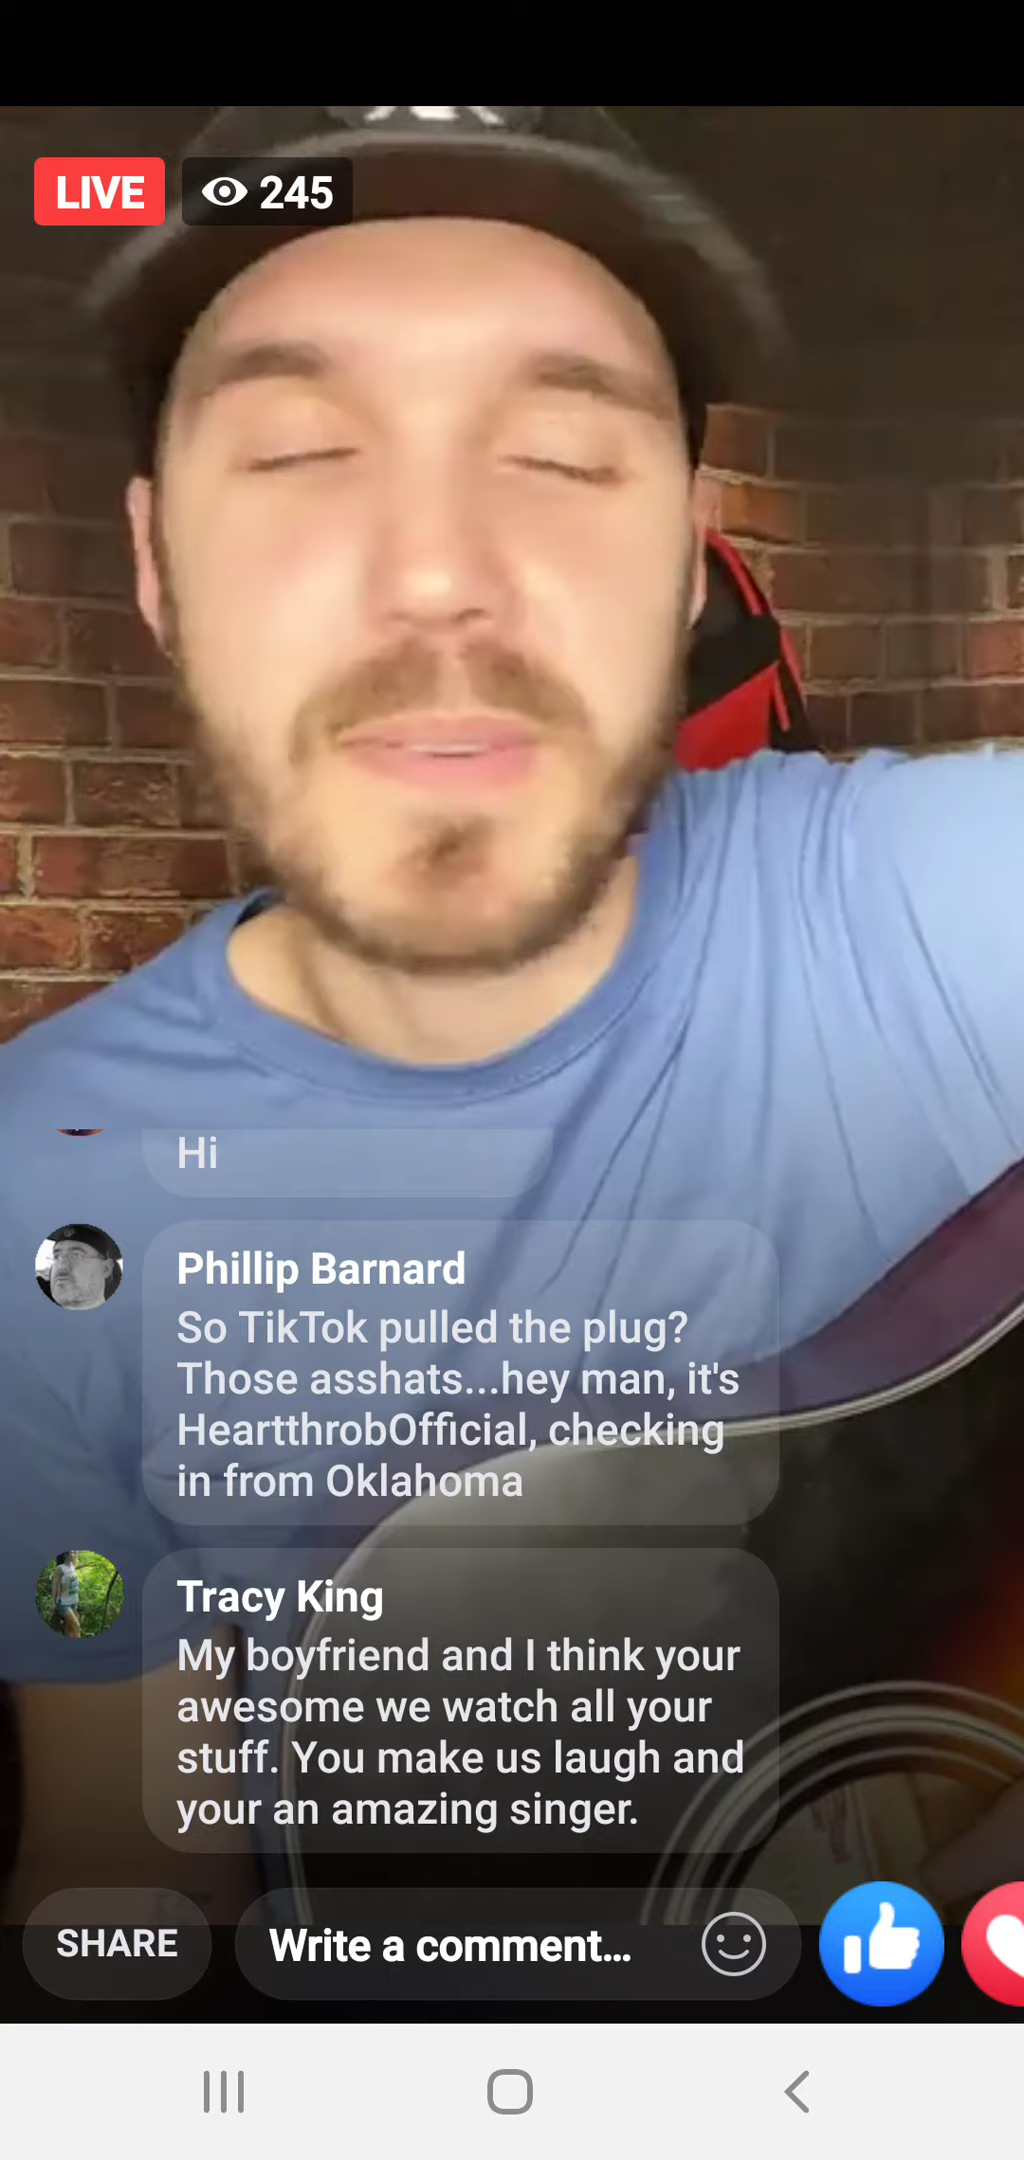 LIVE
245
Hi
Phillip Barnard
So TikTok pulled the plug?
Those asshats...hey man, it's
HeartthrobOfficial, checking
in from Oklahoma
Tracy King
My boyfriend and I think your
awesome we watch all your
stuff. You make us laugh and
your an amazing singer.
SHARE
Write a comment...